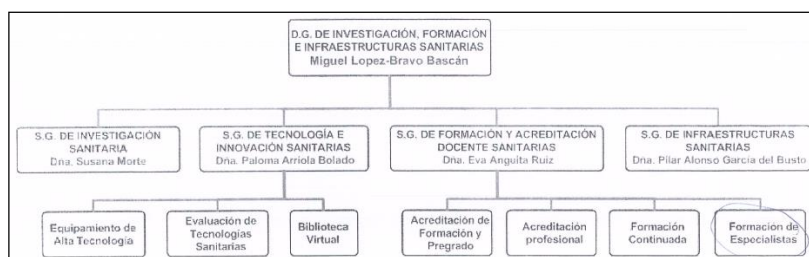 D.G. DE INVESTIGACIÓN, FORMACIÓN
E INFRAESTRUCTURAS SANITARIAS
Miguel Lopez-Bravo Bascán
S.G. DE INVESTIGACIÓN
SANITARIA
Dna. Susana Morte
S.G. DE TECNOLOGÍA E
INNOVACIÓN SANITARIAS
Dña. Paloma Arriola Bolado
S.G. DE FORMACIÓN Y ACREDITACIÓN
DOCENTE SANITARIAS
Dna. Eva Anguita Ruiz
S.G. DE INFRAESTRUCTURAS
SANITARIAS
Dna. Pilar Alonso García del Busto
Equipamiento de
Alta Tecnología
Evaluación de
Tecnologías
Sanitarias
Biblioteca
Virtual
Acreditación de
Formación y
Pregrado
Acreditación
profesional
Formación
Continuada
Formación de
Especialistas